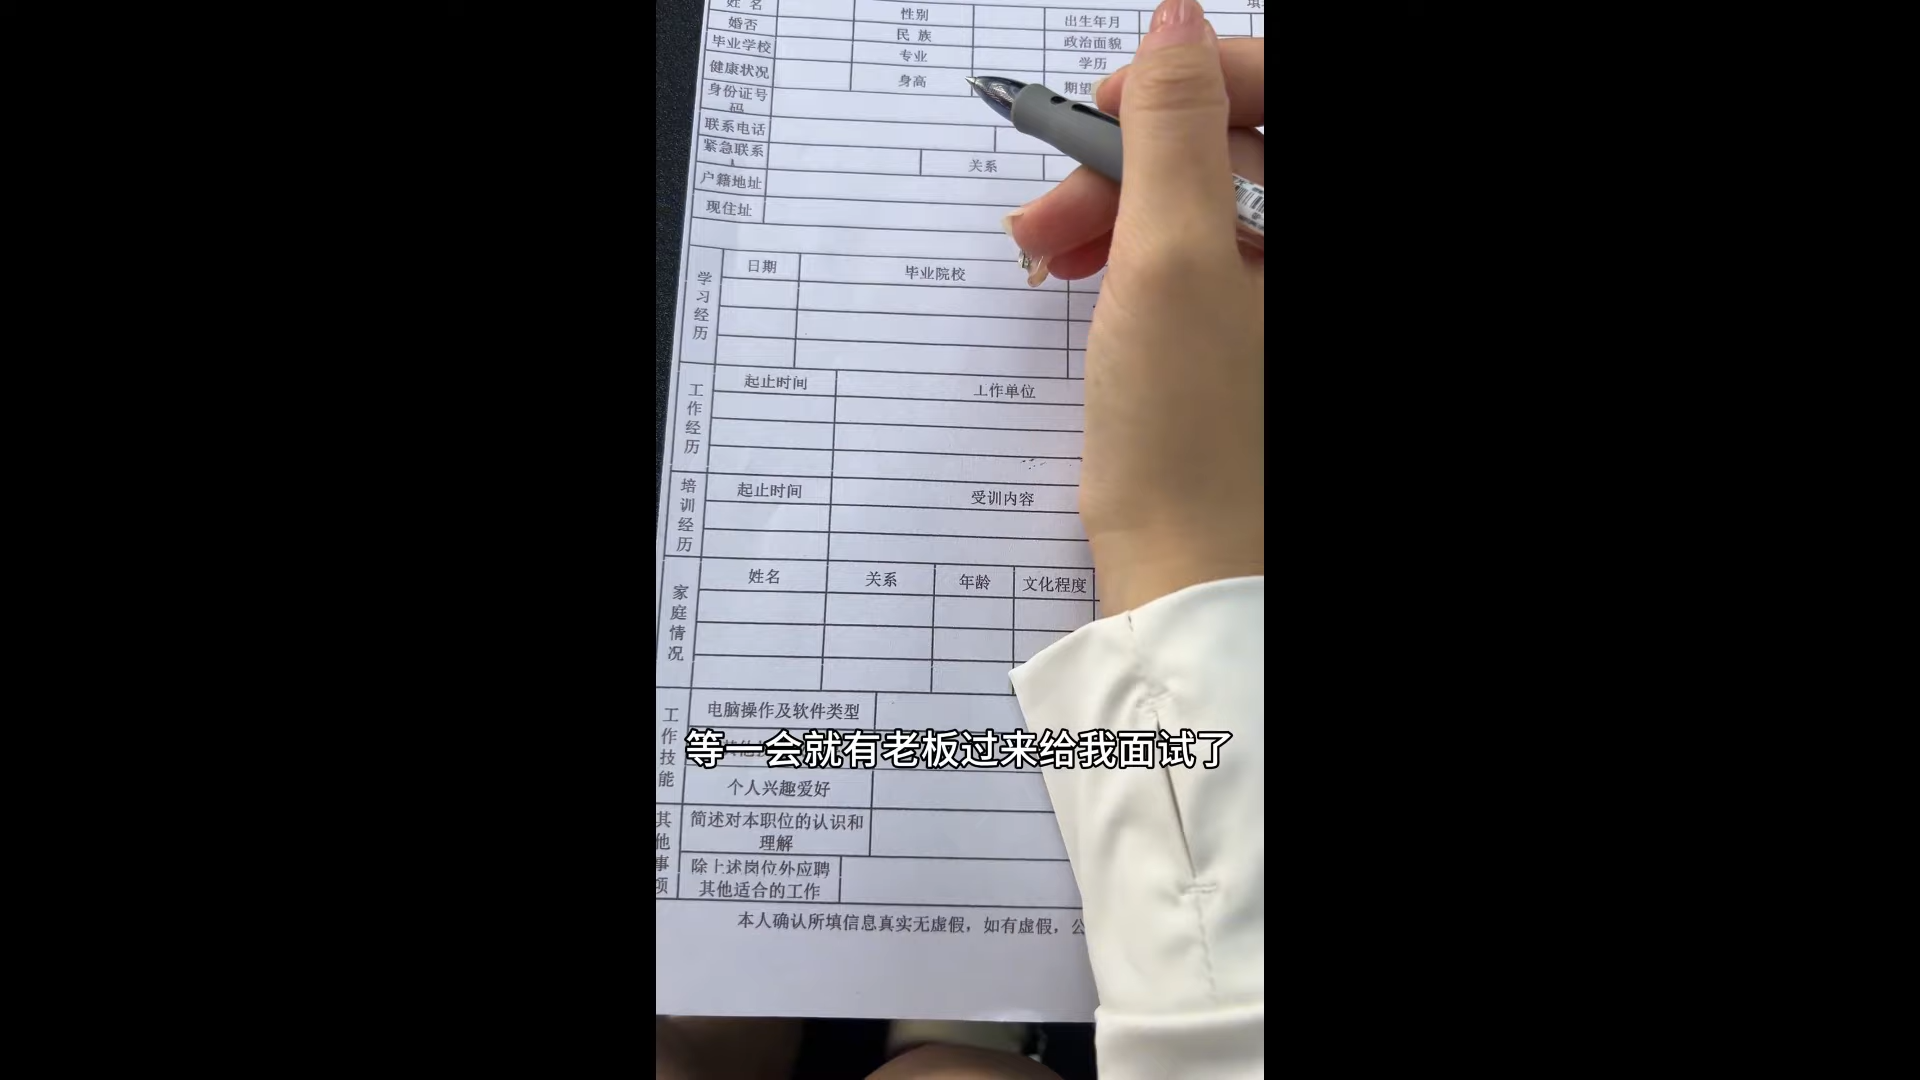 姓 名 性别 出生年月
婚否 民 族 政治面貌
毕业学校 专业 学历
健康状况 身高 期望
身份证号码
联系电话
紧急联系人 关系
户籍地址
现住址
学习经历 日期 毕业院校
工作经历 起止时间 工作单位
培训经历 起止时间 受训内容
家庭情况 姓名 关系 年龄 文化程度
工作技能 电脑操作及软件类型
等一会就有老板过来给我面试了
个人兴趣爱好
其他事项 简述对本职位的认识和理解
除上述岗位外应聘其他适合的工作
本人确认所填信息真实无虚假，如有虚假，公